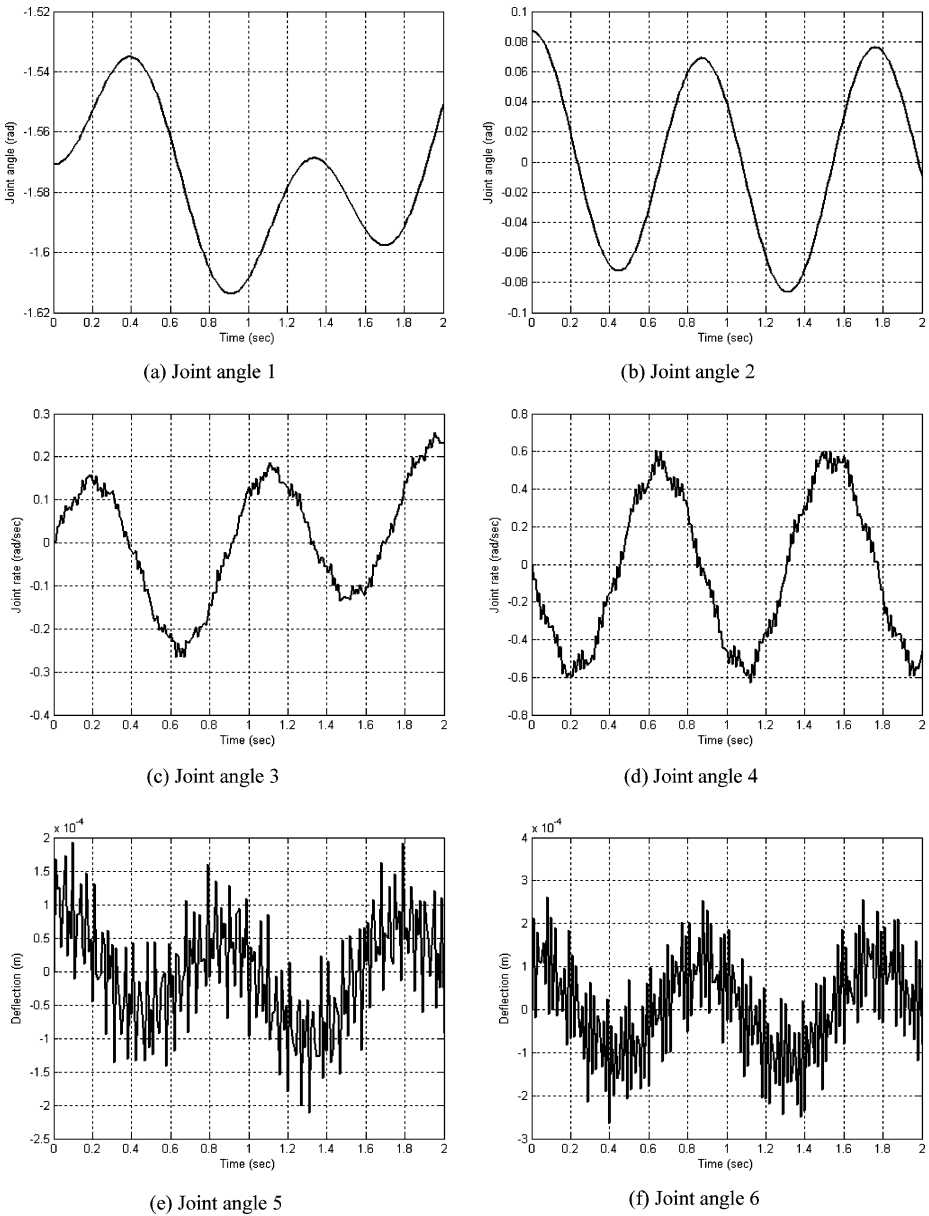 -1.52
-1.54
-1.56
-1.58
-1.6
-1.62
Joint angle (rad)
0 0.2 0.4 0.6 0.8 1 1.2 1.4 1.6 1.8 2
Time (sec)
(a) Joint angle 1
0.1
0.08
0.06
0.04
0.02
0
-0.02
-0.04
-0.06
-0.08
-0.1
Joint angle (rad)
0 0.2 0.4 0.6 0.8 1 1.2 1.4 1.6 1.8 2
Time (sec)
(b) Joint angle 2
0.3
0.2
0.1
0
-0.1
-0.2
-0.3
-0.4
Joint rate (rad/sec)
0 0.2 0.4 0.6 0.8 1 1.2 1.4 1.6 1.8 2
Time (sec)
(c) Joint angle 3
0.8
0.6
0.4
0.2
0
-0.2
-0.4
-0.6
-0.8
Joint rate (rad/sec)
0 0.2 0.4 0.6 0.8 1 1.2 1.4 1.6 1.8 2
Time (sec)
(d) Joint angle 4
x 10-4
2
1.5
1
0.5
0
-0.5
-1
-1.5
-2
-2.5
Deflection (m)
0 0.2 0.4 0.6 0.8 1 1.2 1.4 1.6 1.8 2
Time (sec)
(e) Joint angle 5
x 10-4
4
3
2
1
0
-1
-2
-3
Deflection (m)
0 0.2 0.4 0.6 0.8 1 1.2 1.4 1.6 1.8 2
Time (sec)
(f) Joint angle 6